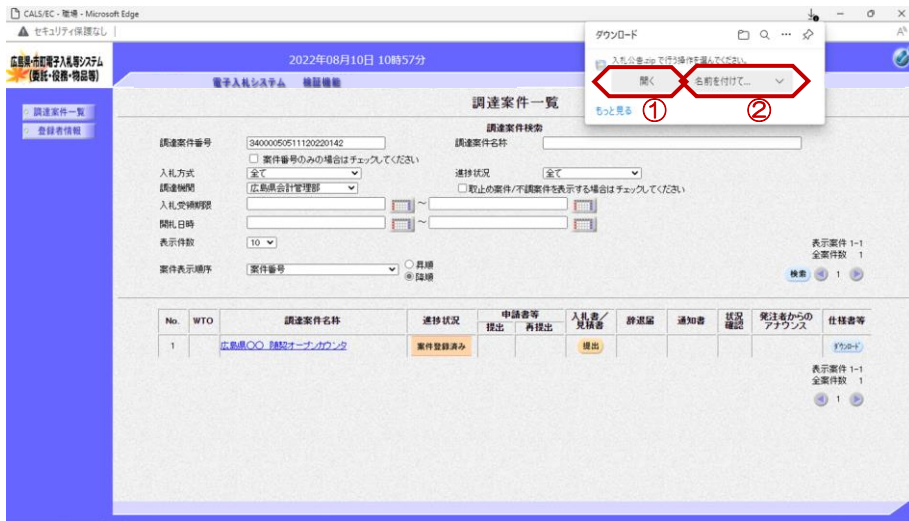 CALS/EC - 職場 - Microsoft Edge
セキュリティ保護なし
広島県・市町電子入札等システム
(委託・役務・物品等)
2022年08月10日 10時57分
電子入札システム 検証機能
ダウンロード
入札公告.zip で行う操作を選んでください。
開く
名前を付けて...
もっと見る
①
②
調達案件一覧
登録者情報
調達案件一覧
調達案件検索
調達案件番号 34000050511120220142 調達案件名称
案件番号のみの場合はチェックしてください
入札方式 全て 進捗状況 全て
調達機関 広島県会計管理部 取止め案件/不調案件を表示する場合はチェックしてください
入札受領期限 ~
開札日時 ~
表示件数 10
案件表示順序 案件番号 昇順
降順
表示案件 1-1
全案件数 1
検索 1
No. WTO 調達案件名称 進捗状況 申請書等 入札書/見積書 辞退届 通知書 状況確認 発注者からのアナウンス 仕様書等
提出 再提出
1 広島県〇〇 随契オープンカウンタ 案件登録済み 提出 ダウンロード
表示案件 1-1
全案件数 1
1